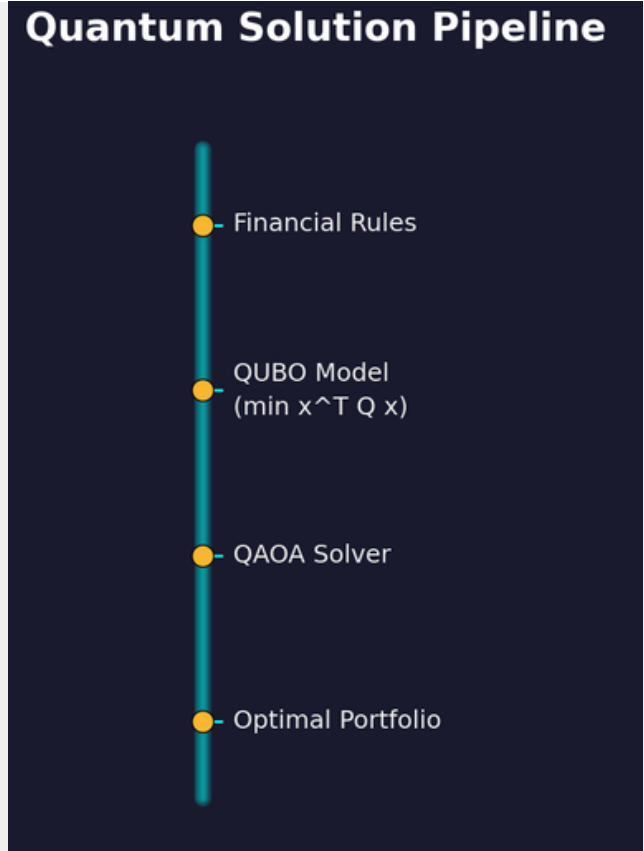 Quantum Solution Pipeline
Financial Rules
QUBO Model
(min x^T Q x)
QAOA Solver
Optimal Portfolio